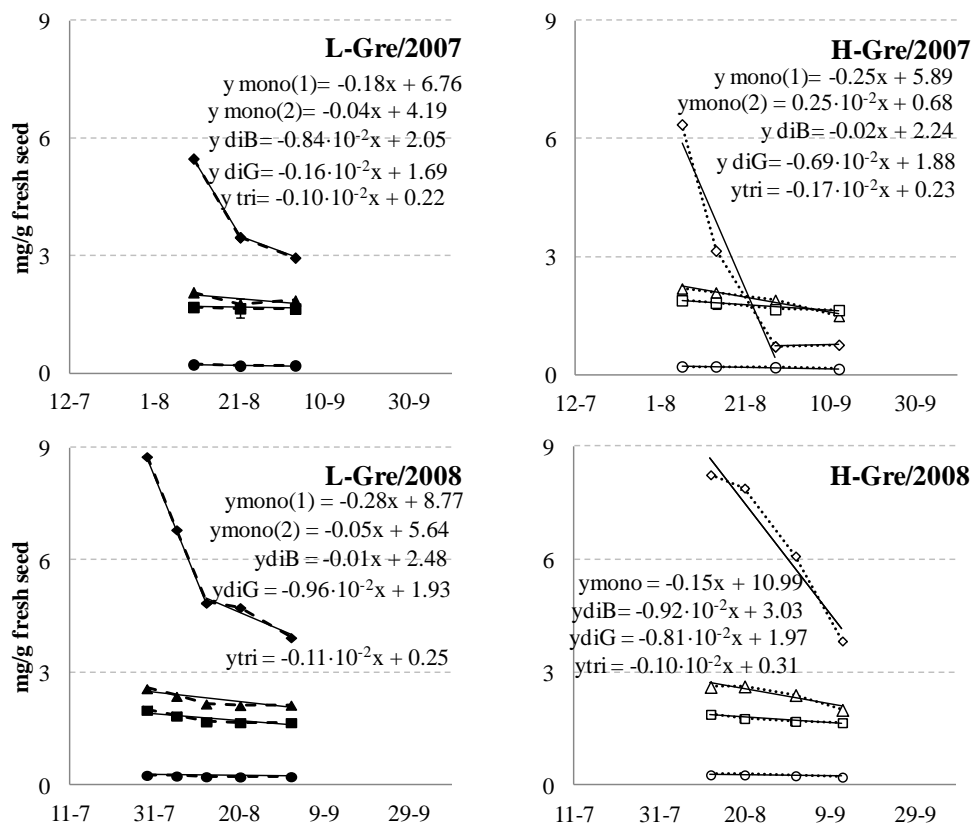 mg/g fresh seed
9
6
3
0
L-Gre/2007
y mono(1)= -0.18x + 6.76
y mono(2)= -0.04x + 4.19
y diB= -0.84·10⁻²x + 2.05
y diG= -0.16·10⁻²x + 1.69
y tri= -0.10·10⁻²x + 0.22
12-7 1-8 21-8 10-9 30-9
9
6
3
0
H-Gre/2007
y mono(1)= -0.25x + 5.89
ymono(2) = 0.25·10⁻²x + 0.68
y diB= -0.02x + 2.24
y diG= -0.69·10⁻²x + 1.88
ytri= -0.17·10⁻²x + 0.23
12-7 1-8 21-8 10-9 30-9
mg/g fresh seed
9
6
3
0
L-Gre/2008
ymono(1) = -0.28x + 8.77
ymono(2) = -0.05x + 5.64
ydiB = -0.01x + 2.48
ydiG = -0.96·10⁻²x + 1.93
ytri = -0.11·10⁻²x + 0.25
11-7 31-7 20-8 9-9 29-9
9
6
3
0
H-Gre/2008
ymono = -0.15x + 10.99
ydiB= -0.92·10⁻²x + 3.03
ydiG = -0.81·10⁻²x + 1.97
ytri = -0.10·10⁻²x + 0.31
11-7 31-7 20-8 9-9 29-9